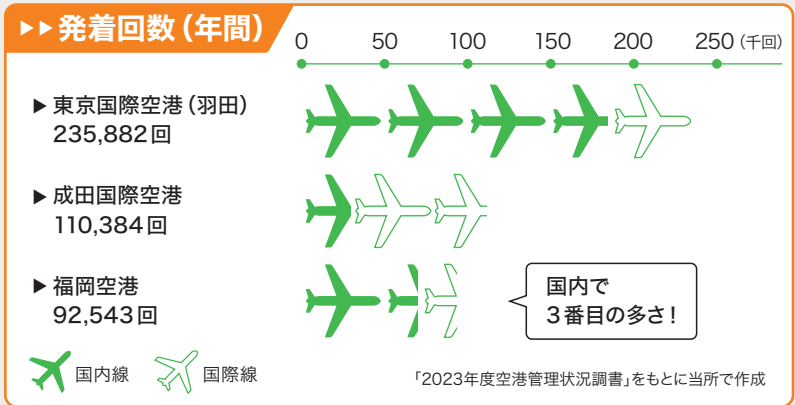 ▶▶発着回数（年間）
0 50 100 150 200 250（千回）
▶東京国際空港（羽田）
235,882回
▶成田国際空港
110,384回
▶福岡空港
92,543回
国内で
3番目の多さ！
国内線 国際線
「2023年度空港管理状況調書」をもとに当所で作成